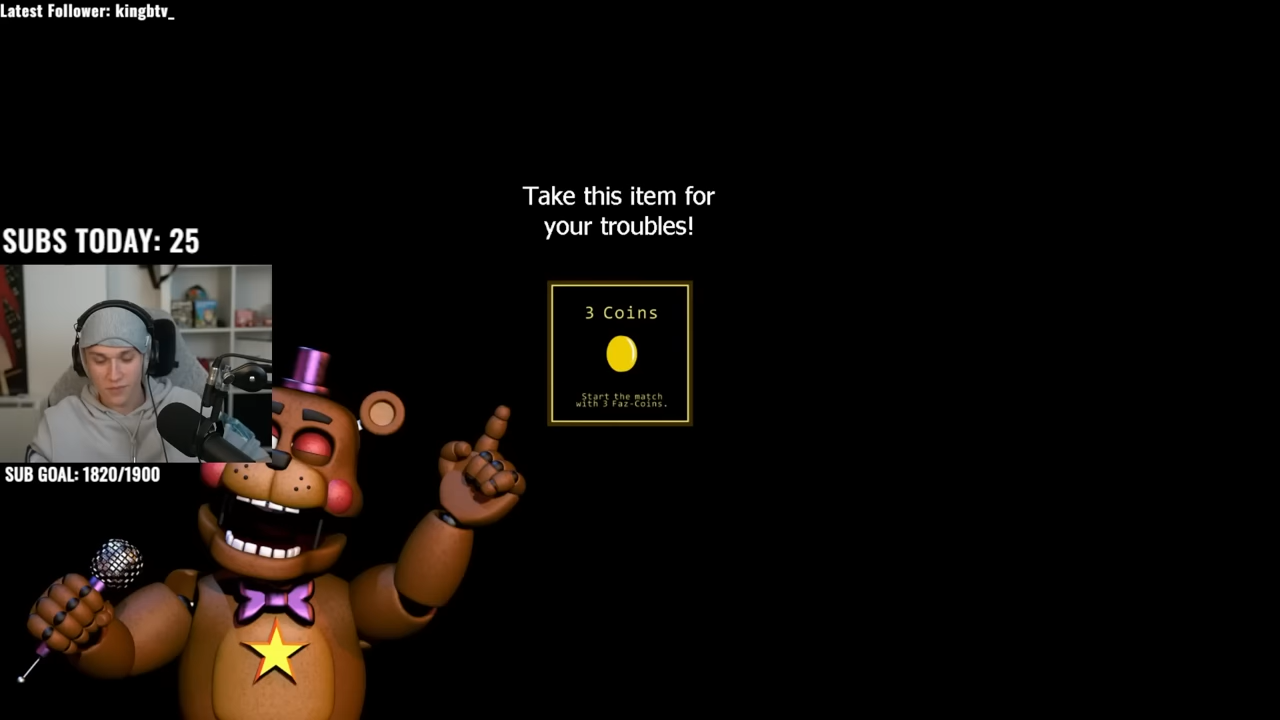 Latest Follower: kingbtv_
Take this item for
your troubles!
SUBS TODAY: 25
3 Coins
Start the match
with 3 Faz-Coins.
SUB GOAL: 1820/1900